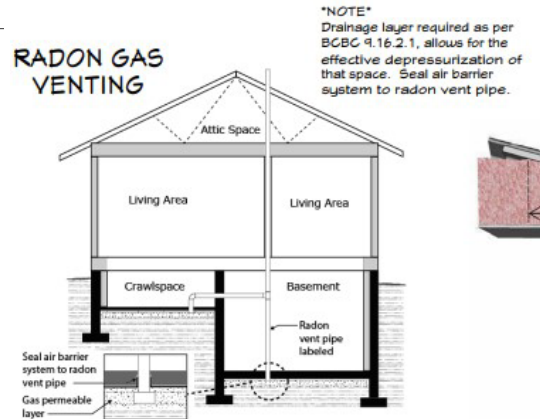 *NOTE*
Drainage layer required as per
BCBC 9.16.2.1, allows for the
effective depressurization of
that space. Seal air barrier
system to radon vent pipe.
RADON GAS
VENTING
Attic Space
Living Area
Living Area
Crawlspace
Basement
Radon
vent pipe
labeled
Seal air barrier
system to radon
vent pipe
Gas permeable
layer